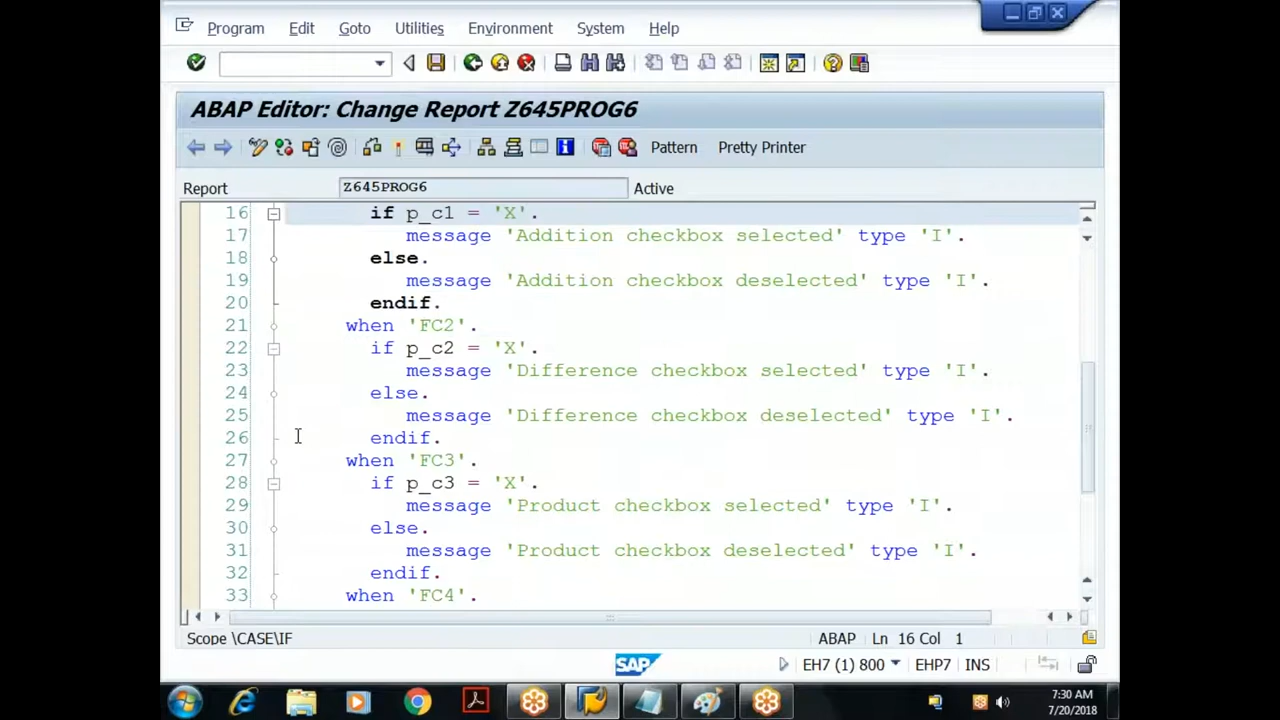 Program Edit Goto Utilities Environment System Help
ABAP Editor: Change Report Z645PROG6
Pattern Pretty Printer
Report Z645PROG6 Active
16 if p_c1 = 'X'.
17 message 'Addition checkbox selected' type 'I'.
18 else.
19 message 'Addition checkbox deselected' type 'I'.
20 endif.
21 when 'FC2'.
22 if p_c2 = 'X'.
23 message 'Difference checkbox selected' type 'I'.
24 else.
25 message 'Difference checkbox deselected' type 'I'.
26 endif.
27 when 'FC3'.
28 if p_c3 = 'X'.
29 message 'Product checkbox selected' type 'I'.
30 else.
31 message 'Product checkbox deselected' type 'I'.
32 endif.
33 when 'FC4'.
Scope \CASE\IF ABAP Ln 16 Col 1
SAP EH7 (1) 800 EHP7 INS
7:30 AM
7/20/2018